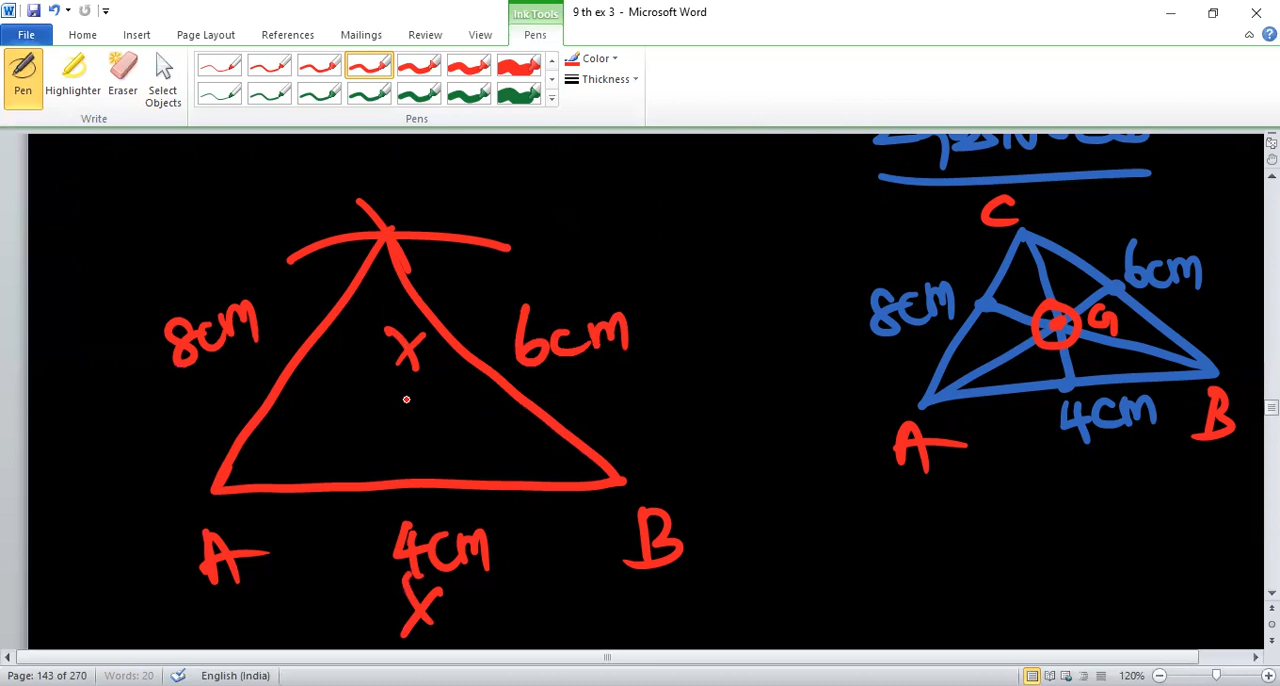 Ink Tools
9 th ex 3 - Microsoft Word
File Home Insert Page Layout References Mailings Review View Pens
Pen Highlighter Eraser Select Objects
Color
Thickness
Write
Pens
C
8cm 6cm
X
G
A B
4cm
X
8cm 6cm
4cm
A B
Page: 143 of 270 Words: 20 English (India) 120%